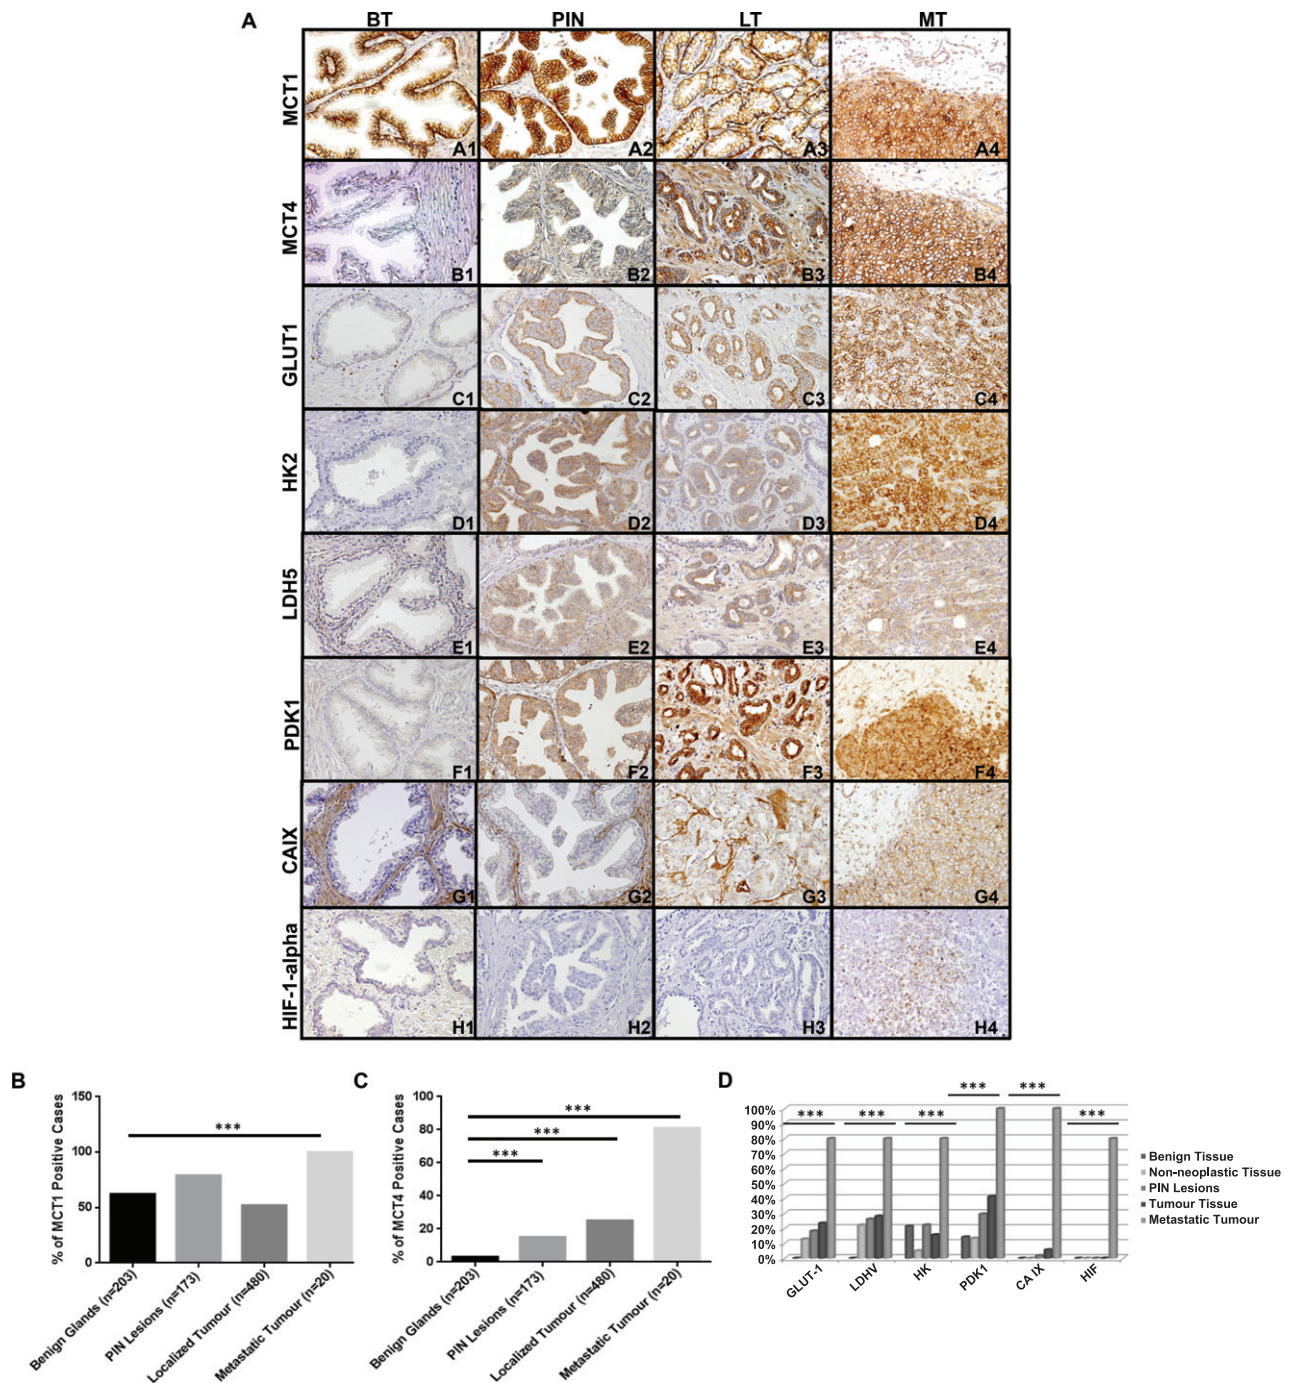 A
BT PIN LT MT
MCT1
A1 A2 A3 A4
MCT4
B1 B2 B3 B4
GLUT1
C1 C2 C3 C4
HK2
D1 D2 D3 D4
LDH5
E1 E2 E3 E4
PDK1
F1 F2 F3 F4
CAIX
G1 G2 G3 G4
HIF-1-alpha
H1 H2 H3 H4
B
% of MCT1 Positive Cases
150
100
50
0
***
Benign Glands (n=203)
PIN Lesions (n=173)
Localized Tumour (n=480)
Metastatic Tumour (n=20)
C
% of MCT4 Positive Cases
100
80
60
40
20
0
***
***
***
Benign Glands (n=203)
PIN Lesions (n=173)
Localized Tumour (n=480)
Metastatic Tumour (n=20)
D
100%
90%
80%
70%
60%
50%
40%
30%
20%
10%
0%
*** *** *** *** *** ***
GLUT-1 LDHV HK PDK1 CA IX HIF
Benign Tissue
Non-neoplastic Tissue
PIN Lesions
Tumour Tissue
Metastatic Tumour